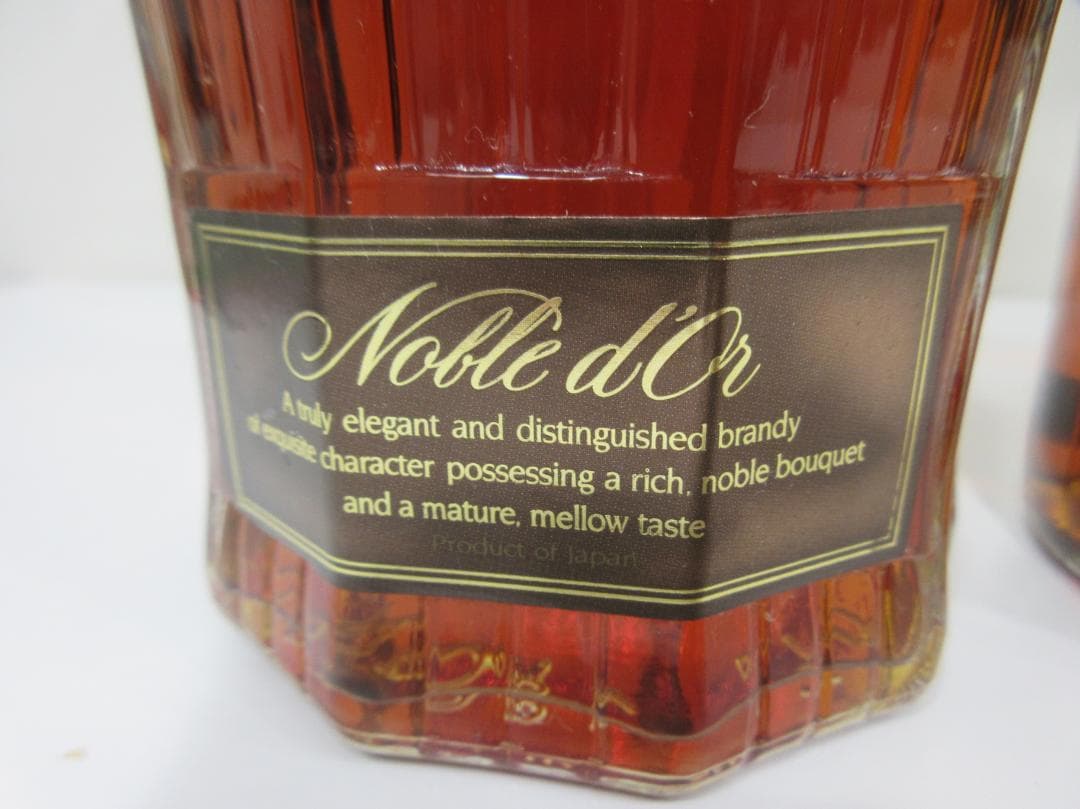 Noble d'Or
A truly elegant and distinguished brandy
of exquisite character possessing a rich, noble bouquet
and a mature, mellow taste
Product of Japan